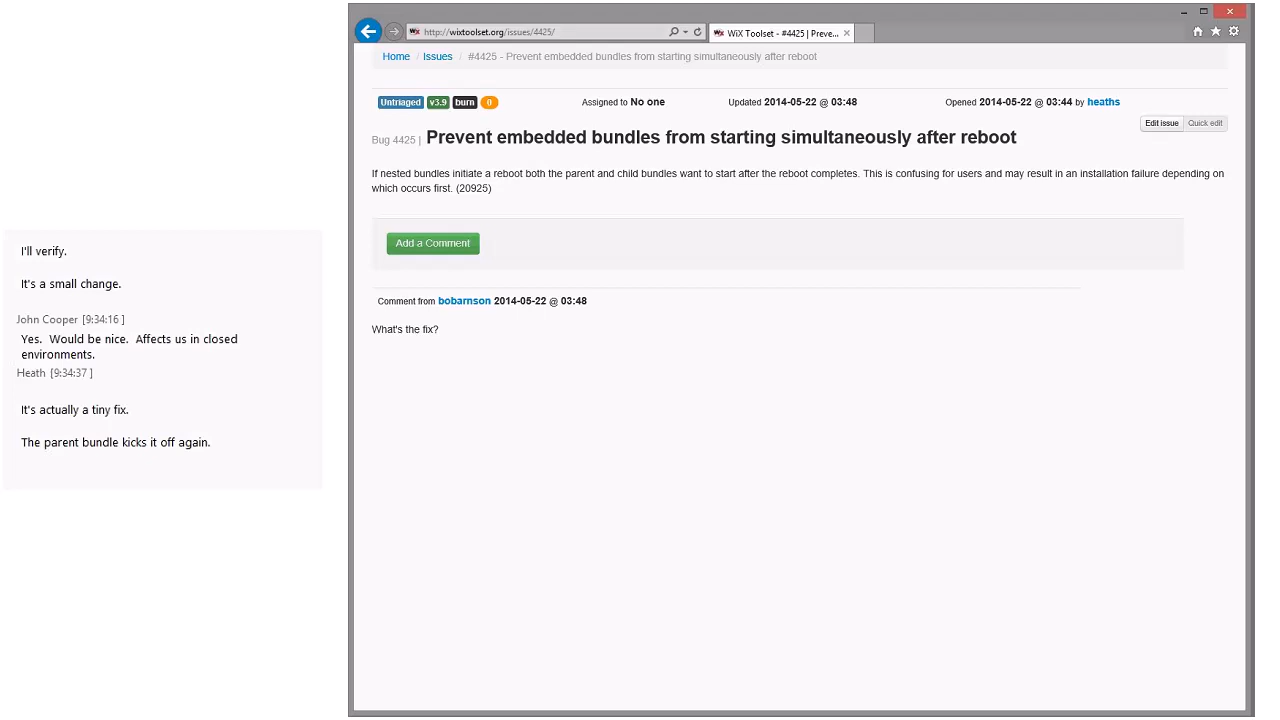 I'll verify.
It's a small change.
John Cooper [9:34:16 ]
Yes. Would be nice. Affects us in closed
environments.
Heath [9:34:37 ]
It's actually a tiny fix.
The parent bundle kicks it off again.
http://wixtoolset.org/issues/4425/
WiX Toolset - #4425 | Preve...
Home / Issues / #4425 - Prevent embedded bundles from starting simultaneously after reboot
Untriaged v3.9 burn 0 Assigned to No one Updated 2014-05-22 @ 03:48 Opened 2014-05-22 @ 03:44 by heaths
Edit issue Quick edit
Bug 4425 | Prevent embedded bundles from starting simultaneously after reboot
If nested bundles initiate a reboot both the parent and child bundles want to start after the reboot completes. This is confusing for users and may result in an installation failure depending on
which occurs first. (20925)
Add a Comment
Comment from bobarnson 2014-05-22 @ 03:48
What's the fix?